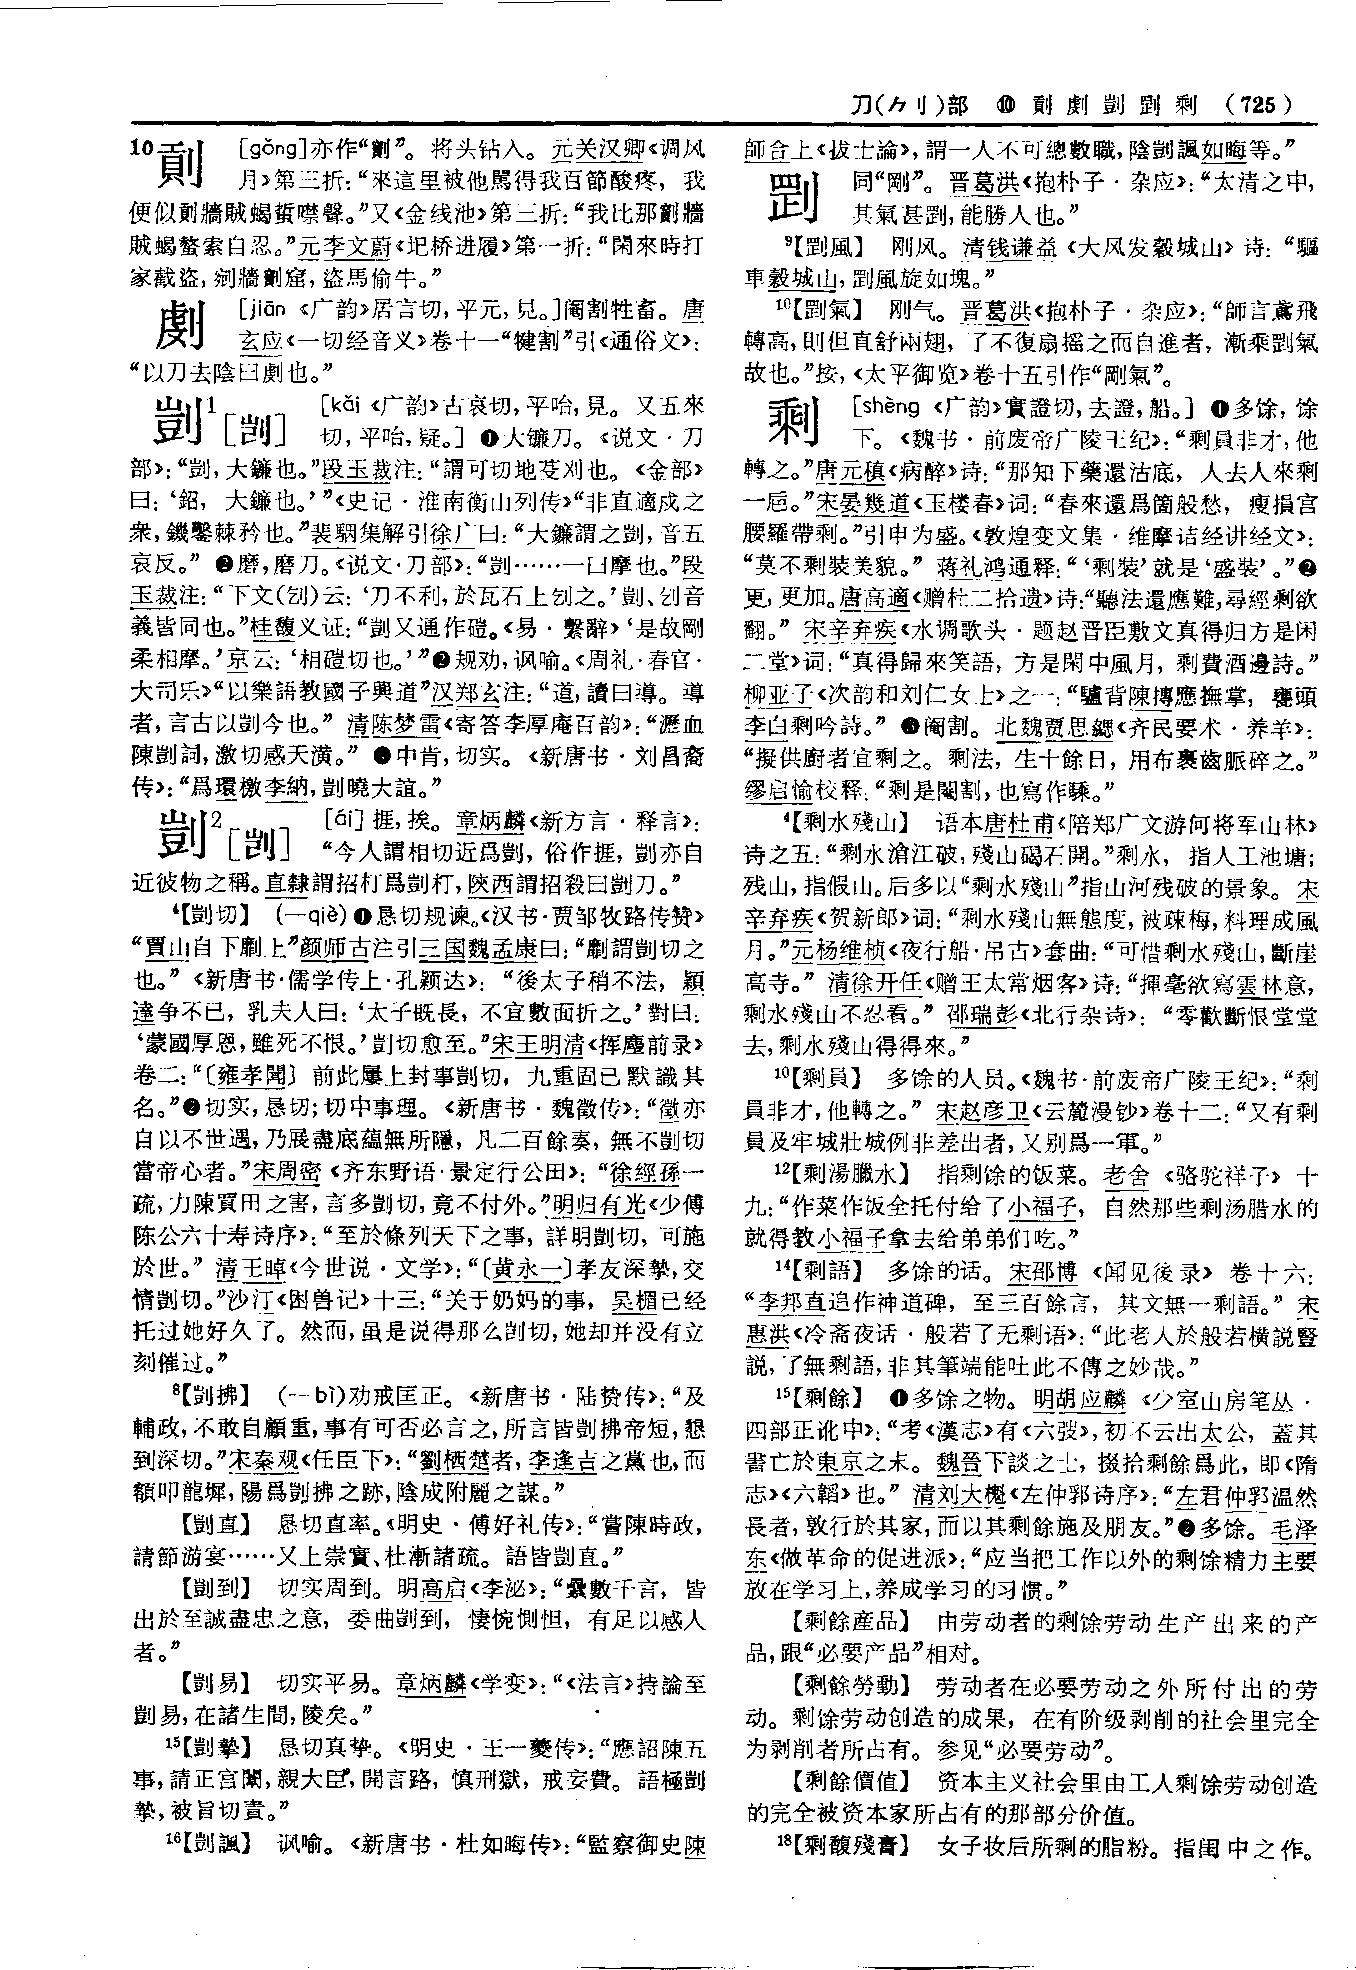 刀(⺈刂)部 ⑩ 剬劇剴㓻剩 (725)
10 [gǒng]亦作“劗”。将头钻入。元关汉卿《调风
月》第三折：“來這里被他駡得我百節酸疼，我
便似牆賊蝎蜇噤聲。”又《金线池》第三折：“我比那牆
賊蝎螫索自忍。”元李文蔚《圯桥进履》第一折：“閑來時打
家截盜，剜牆窟，盜馬偷牛。”
[jiān 《广韵》居言切，平元，見。]阉割牲畜。唐
玄应《一切经音义》卷十一“犍割”引《通俗文》：
“以刀去陰曰劇也。”
剴1[剀] [kǎi 《广韵》古哀切，平咍，見。又五來
切，平咍，疑。] ❶大镰刀。《说文·刀
部》：“剴，大鐮也。”段玉裁注：“謂可切地芟刈也。《金部》
曰：‘鉊，大鐮也。’”《史记·淮南衡山列传》“非直適戍之
衆，鐖鑿棘矜也。”裴駰集解引徐广曰：“大鐮謂之剴，音五
哀反。” ❷磨，磨刀。《说文·刀部》：“剴……一曰摩也。”段
玉裁注：“下文(刉)云：‘刀不利，於瓦石上刉之。’剴、刉音
義皆同也。”桂馥义证：“剴又通作磑。《易·繫辭》‘是故剛
柔相摩。’京云：‘相磑切也。’”❸规劝，讽喻。《周礼·春官·
大司乐》“以樂語教國子興道”汉郑玄注：“道，讀曰導。導
者，言古以剴今也。” 清陈梦雷《寄答李厚庵百韵》：“瀝血
陳剴詞，激切感天潢。” ❹中肯，切实。《新唐书·刘昌裔
传》：“爲環檄李納，剴曉大誼。”
剴2[剀] [ái] 捱，挨。章炳麟《新方言·释言》：
“今人謂相切近爲剴，俗作捱，剴亦自
近彼物之稱。直隸謂招朾爲剴朾，陝西謂招殺曰剴刀。”
4【剴切】 (—qiè) ❶恳切规谏。《汉书·贾邹枚路传赞》
“賈山自下劘上”颜师古注引三国魏孟康曰：“劘謂剴切之
也。” 《新唐书·儒学传上·孔颖达》：“後太子稍不法，穎
達争不已，乳夫人曰：‘太子既長，不宜數面折之。’對曰：
‘蒙國厚恩，雖死不恨。’剴切愈至。”宋王明清《挥麈前录》
卷二：“〔雍孝聞〕前此屢上封事剴切，九重固已默識其
名。”❷切实，恳切；切中事理。《新唐书·魏徵传》：“徵亦
自以不世遇，乃展盡底藴無所隱，凡二百餘奏，無不剴切
當帝心者。”宋周密《齐东野语·景定行公田》：“徐經孫一
疏，力陳買田之害，言多剴切，竟不付外。”明归有光《少傅
陈公六十寿诗序》：“至於條列天下之事，詳明剴切，可施
於世。” 清王晫《今世说·文学》：“〔黄永一〕孝友深摯，交
情剴切。”沙汀《困兽记》十三：“关于奶妈的事，吴楣已经
托过她好久了。然而，虽是说得那么剀切，她却并没有立
刻催过。”
8【剴拂】 (—bì)劝戒匡正。《新唐书·陆贽传》：“及
輔政，不敢自顧重，事有可否必言之，所言皆剴拂帝短，懇
到深切。”宋秦观《任臣下》：“劉栖楚者，李逢吉之黨也，而
額叩龍墀，陽爲剴拂之跡，陰成附麗之謀。”
【剴直】 恳切直率。《明史·傅好礼传》：“嘗陳時政，
請節游宴……又上崇實、杜漸諸疏。語皆剴直。”
【剴到】 切实周到。明高启《李泌》：“纍數千言，皆
出於至誠盡忠之意，委曲剴到，悽惋惻怛，有足以感人
者。”
【剴易】 切实平易。章炳麟《学变》：“《法言》持論至
剴易，在諸生間，陵矣。”
15【剴摯】 恳切真挚。《明史·王一夔传》：“應詔陳五
事，請正宫闈，親大臣，開言路，慎刑獄，戒妄費。語極剴
摯，被旨切責。”
16【剴諷】 讽喻。《新唐书·杜如晦传》：“監察御史陳
師合上《拔士論》，謂一人不可總數職，陰剴諷如晦等。”
㓻 同“剛”。晋葛洪《抱朴子·杂应》：“太清之中，
其氣甚㓻，能勝人也。”
9【㓻風】 刚风。清钱谦益《大风发穀城山》诗：“驅
車穀城山，㓻風旋如塊。”
10【㓻氣】 刚气。晋葛洪《抱朴子·杂应》：“師言鳶飛
轉高，則但直舒兩翅，了不復扇摇之而自進者，漸乘㓻氣
故也。”按，《太平御览》卷十五引作“剛氣”。
剩 [shèng 《广韵》實證切，去證，船。] ❶多馀，馀
下。《魏书·前废帝广陵王纪》：“剩員非才，他
轉之。”唐元稹《病醉》诗：“那知下藥還沽底，人去人來剩
一卮。”宋晏幾道《玉楼春》词：“春來還爲箇般愁，瘦損宫
腰羅帶剩。”引申为盛。《敦煌变文集·维摩诘经讲经文》：
“莫不剩裝美貌。” 蒋礼鸿通释：“‘剩裝’就是‘盛裝’。”❷
更，更加。唐高適《赠杜二拾遗》诗：“聽法還應難，尋經剩欲
翻。” 宋辛弃疾《水调歌头·题赵晋臣敷文真得归方是闲
二堂》词：“真得歸來笑語，方是閑中風月，剩費酒邊詩。”
柳亚子《次韵和刘仁女士》之一：“驢背陳摶應撫掌，甕頭
李白剩吟詩。” ❸阉割。北魏贾思勰《齐民要术·养羊》：
“擬供廚者宜剩之。剩法，生十餘日，用布裹齒脈碎之。”
缪启愉校释：“剩是閹割，也寫作騬。”
4【剩水殘山】 语本唐杜甫《陪郑广文游何将军山林》
诗之五：“剩水滄江破，殘山碣石開。”剩水，指人工池塘；
残山，指假山。后多以“剩水殘山”指山河残破的景象。宋
辛弃疾《贺新郎》词：“剩水殘山無態度，被疎梅，料理成風
月。”元杨维桢《夜行船·吊古》套曲：“可惜剩水殘山，斷崖
高寺。” 清徐开任《赠王太常烟客》诗：“揮毫欲寫雲林意，
剩水殘山不忍看。” 邵瑞彭《北行杂诗》：“零歡斷恨堂堂
去，剩水殘山得得來。”
10【剩員】 多馀的人员。《魏书·前废帝广陵王纪》：“剩
員非才，他轉之。” 宋赵彦卫《云麓漫钞》卷十二：“又有剩
員及牢城壯城例非差出者，又别爲一軍。”
12【剩湯臘水】 指剩馀的饭菜。老舍《骆驼祥子》十
九：“作菜作饭全托付给了小福子，自然那些剩汤腊水的
就得教小福子拿去给弟弟们吃。”
14【剩語】 多馀的话。宋邵博《闻见後录》卷十六：
“李邦直追作神道碑，至三百餘言，其文無一剩語。” 宋
惠洪《冷斋夜话·般若了无剩语》：“此老人於般若横説豎
説，了無剩語，非其筆端能吐此不傳之妙哉。”
15【剩餘】 ❶多馀之物。明胡应麟《少室山房笔丛·
四部正讹中》：“考《漢志》有《六弢》，初不云出太公，蓋其
書亡於東京之末。魏晉下談之士，掇拾剩餘爲此，即《隋
志》《六韜》也。” 清刘大櫆《左仲郛诗序》：“左君仲郛温然
長者，敦行於其家，而以其剩餘施及朋友。”❷多馀。毛泽
东《做革命的促进派》：“应当把工作以外的剩馀精力主要
放在学习上，养成学习的习惯。”
【剩餘産品】 由劳动者的剩馀劳动生产出来的产
品，跟“必要产品”相对。
【剩餘勞動】 劳动者在必要劳动之外所付出的劳
动。剩馀劳动创造的成果，在有阶级剥削的社会里完全
为剥削者所占有。参见“必要劳动”。
【剩餘價值】 资本主义社会里由工人剩馀劳动创造
的完全被资本家所占有的那部分价值。
18【剩馥殘膏】 女子妆后所剩的脂粉。指闺中之作。